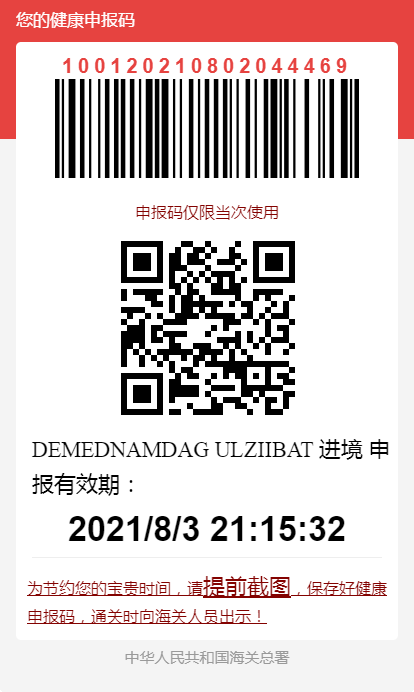 您的健康申报码
100120210802044469
申报码仅限当次使用
DEMEDNAMDAG ULZIIBAT 进境 申
报有效期：
2021/8/3 21:15:32
为节约您的宝贵时间，请提前截图，保存好健康
申报码，通关时向海关人员出示！
中华人民共和国海关总署